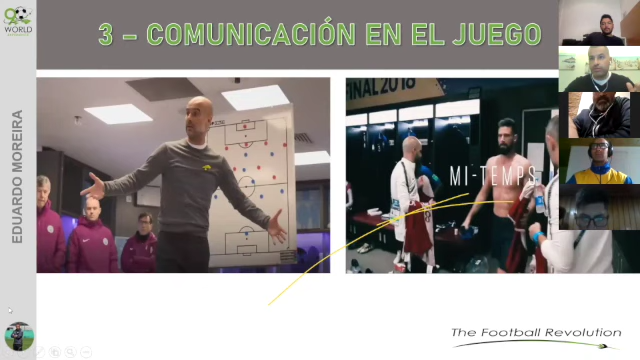 3 – COMUNICACIÓN EN EL JUEGO
WORLD
EDUARDO MOREIRA
FINAL 2018
MI-TEMPS
The Football Revolution